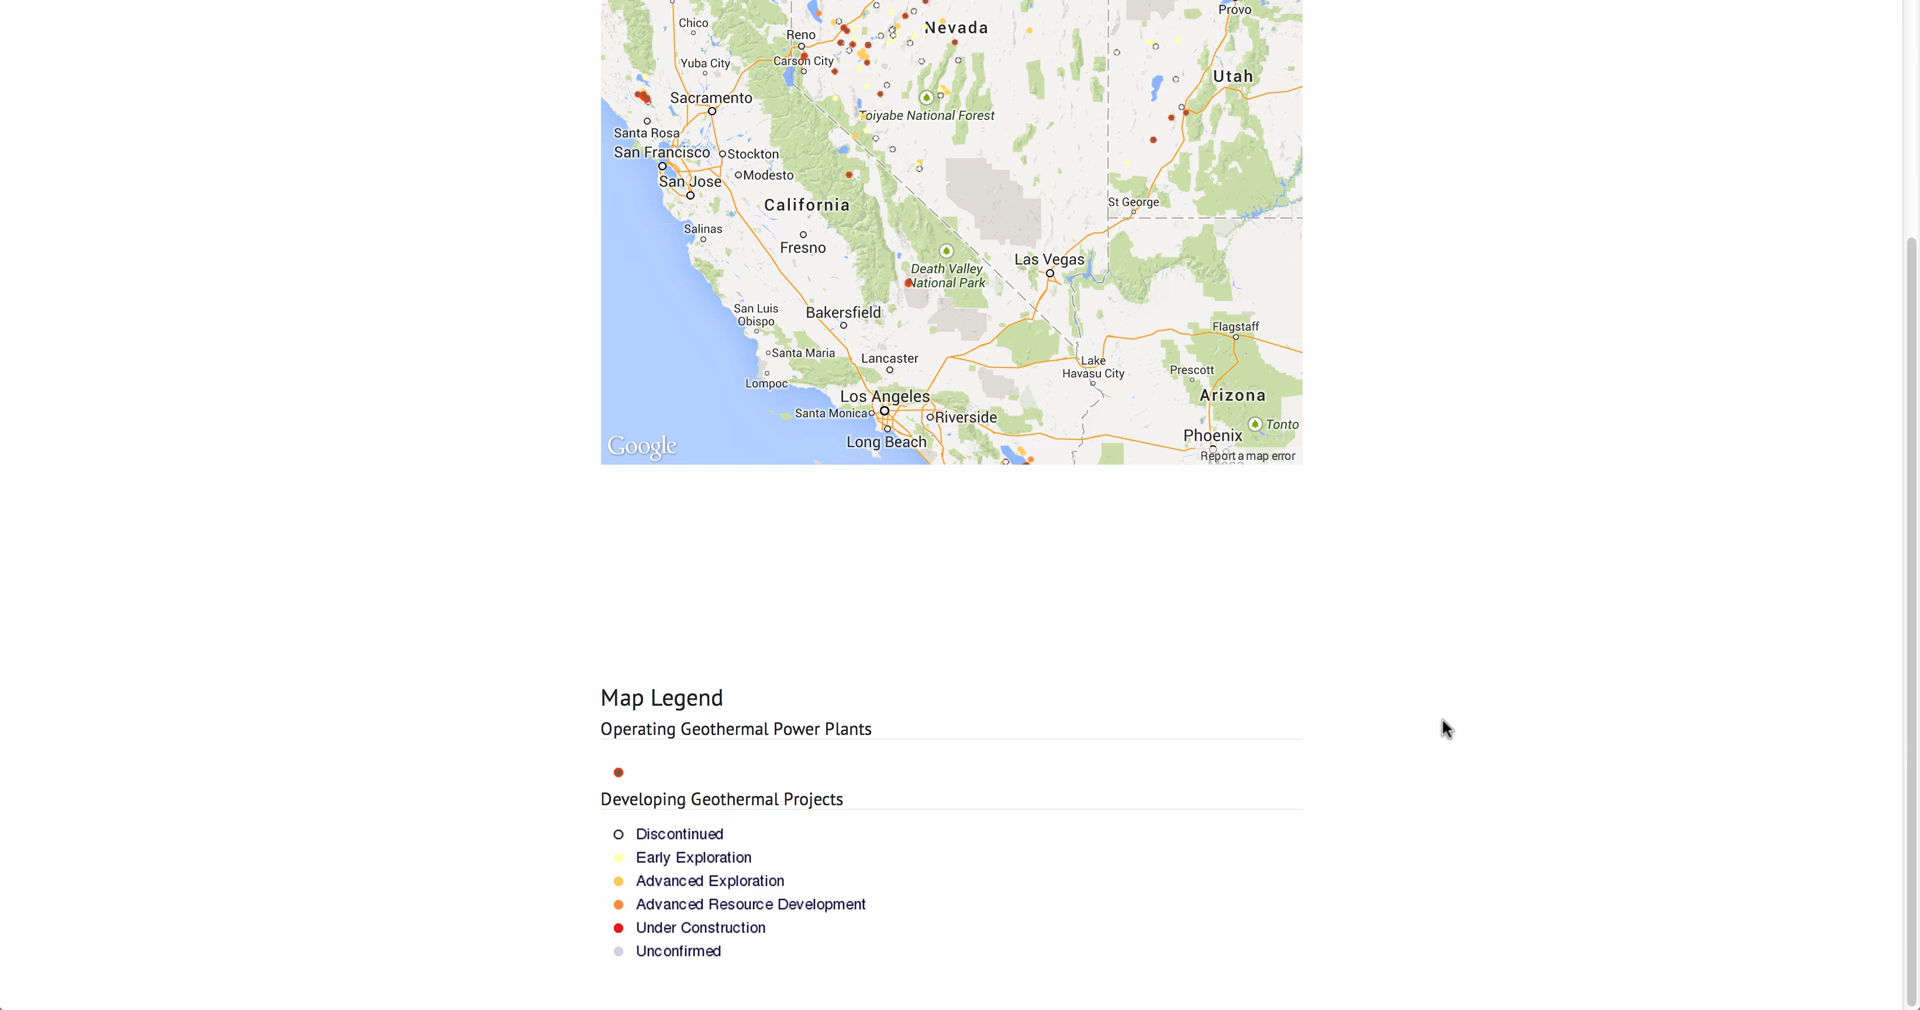 Provo
Chico
Nevada
Reno
Carson City
Yuba City
Utah
Sacramento
Toiyabe National Forest
Santa Rosa
San Francisco
Stockton
Modesto
San Jose
California
St George
Salinas
Fresno
Las Vegas
Death Valley
National Park
San Luis
Obispo
Bakersfield
Flagstaff
Santa Maria
Lancaster
Lake
Havasu City
Prescott
Lompoc
Los Angeles
Arizona
Santa Monica
Riverside
Tonto
Long Beach
Phoenix
Google
Report a map error
Map Legend
Operating Geothermal Power Plants
Developing Geothermal Projects
Discontinued
Early Exploration
Advanced Exploration
Advanced Resource Development
Under Construction
Unconfirmed